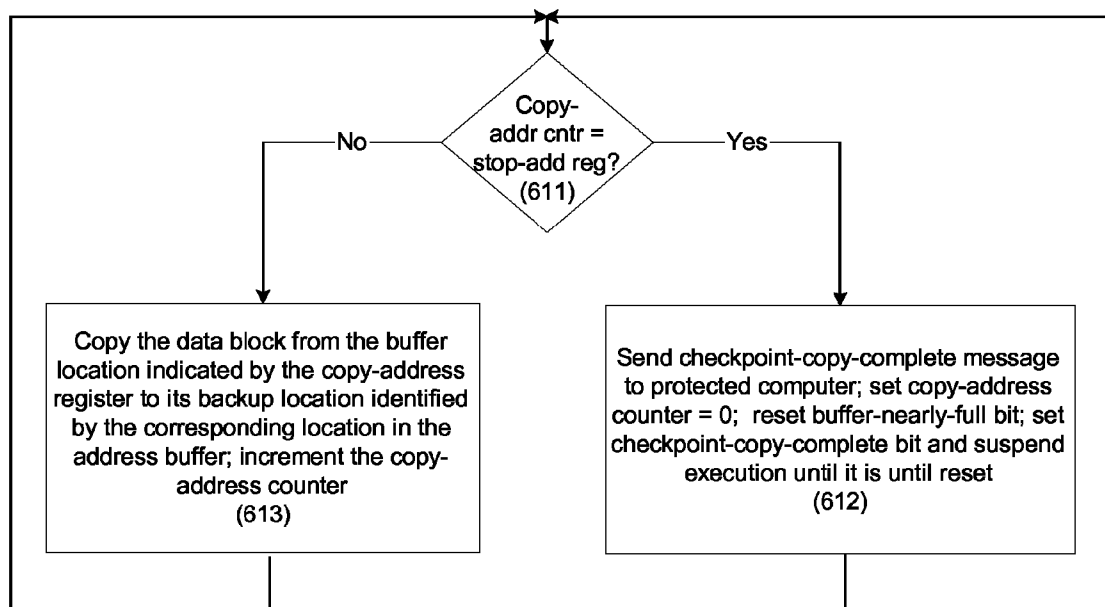 Copy-
addr cntr =
stop-add reg?
(611)
No
Yes
Copy the data block from the buffer
location indicated by the copy-address
register to its backup location identified
by the corresponding location in the
address buffer; increment the copy-
address counter
(613)
Send checkpoint-copy-complete message
to protected computer; set copy-address
counter = 0; reset buffer-nearly-full bit; set
checkpoint-copy-complete bit and suspend
execution until it is until reset
(612)